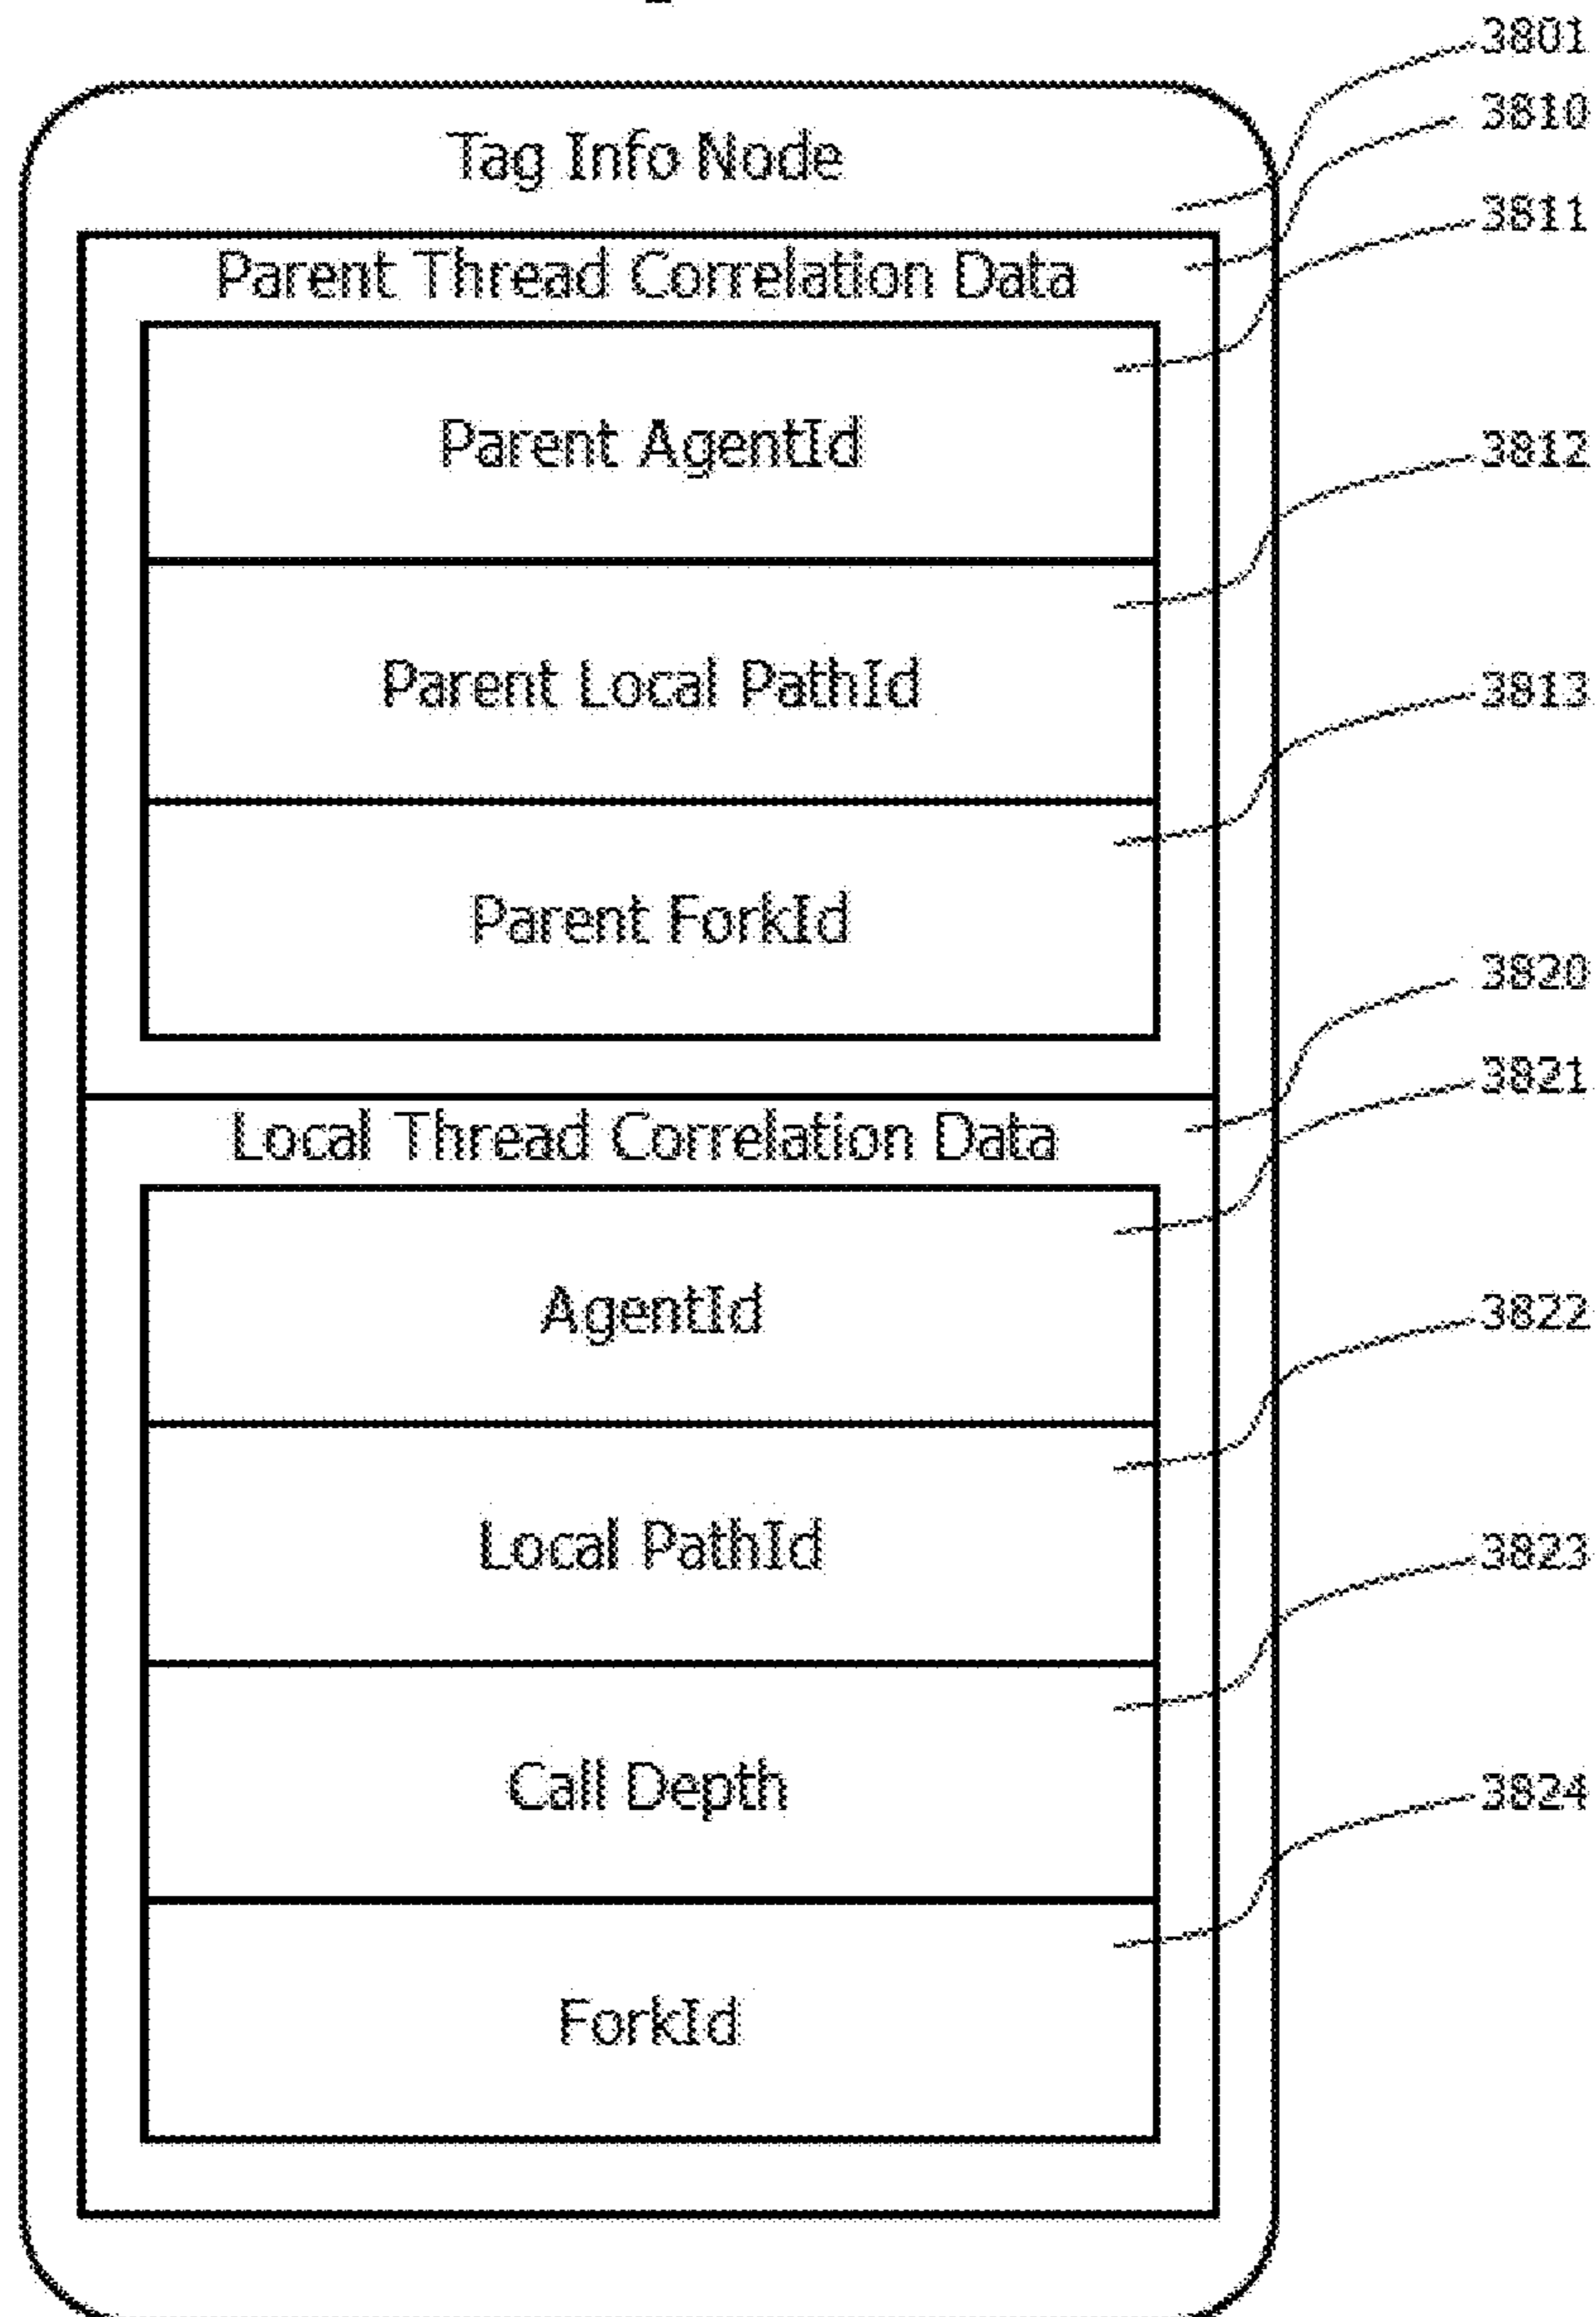 3801
Tag Info Node
3810
3811
Parent Thread Correlation Data
Parent AgentId
3812
Parent Local PathId
3813
Parent ForkId
3820
Local Thread Correlation Data
3821
AgentId
3822
Local PathId
3823
Call Depth
3824
ForkId